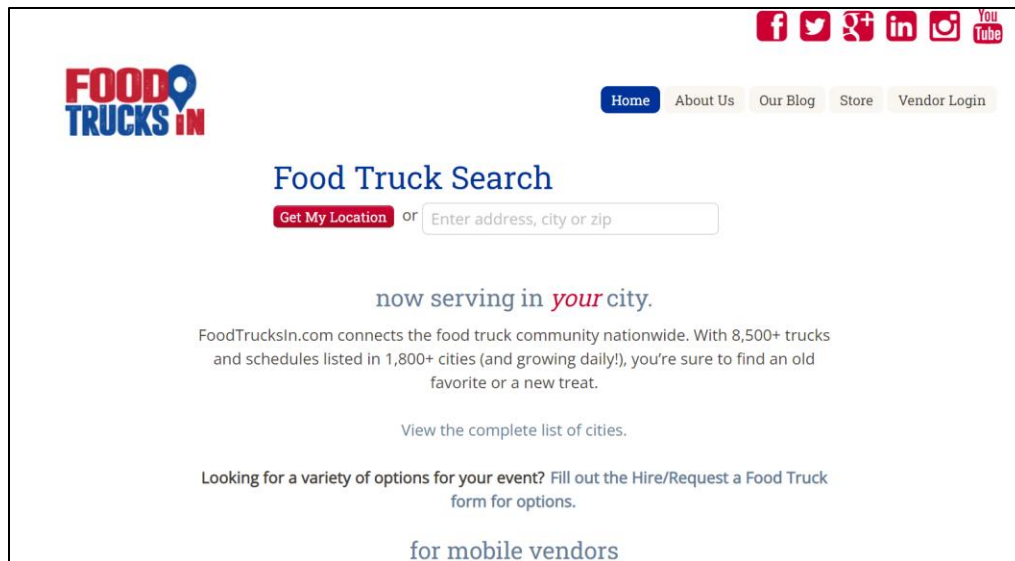 You
Tube
FOOD
TRUCKS iN
Home About Us Our Blog Store Vendor Login
Food Truck Search
Get My Location or Enter address, city or zip
now serving in your city.
FoodTrucksIn.com connects the food truck community nationwide. With 8,500+ trucks
and schedules listed in 1,800+ cities (and growing daily!), you're sure to find an old
favorite or a new treat.
View the complete list of cities.
Looking for a variety of options for your event? Fill out the Hire/Request a Food Truck
form for options.
for mobile vendors